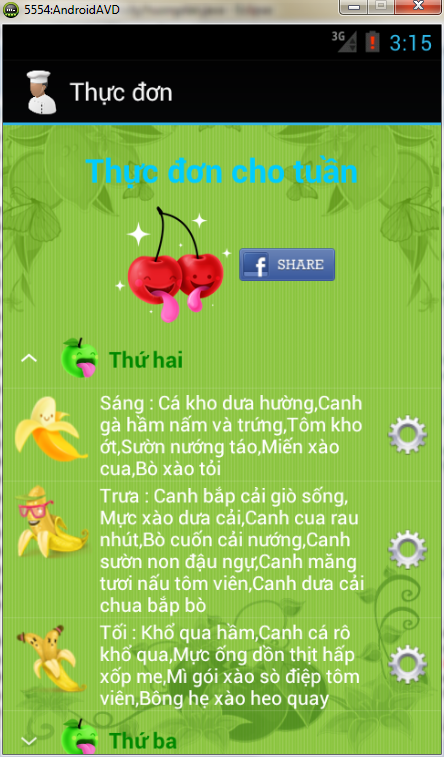 5554:AndroidAVD
3G 3:15
Thực đơn
Thực đơn cho tuần
f SHARE
Thứ hai
Sáng : Cá kho dưa hường,Canh
gà hầm nấm và trứng,Tôm kho
ớt,Sườn nướng táo,Miến xào
cua,Bò xào tỏi
Trưa : Canh bắp cải giò sống,
Mực xào dưa cải,Canh cua rau
nhút,Bò cuốn cải nướng,Canh
sườn non đậu ngự,Canh măng
tươi nấu tôm viên,Canh dưa cải
chua bắp bò
Tối : Khổ qua hầm,Canh cá rô
khổ qua,Mực ống dồn thịt hấp
xốp me,Mì gói xào sò điệp tôm
viên,Bông hẹ xào heo quay
Thứ ba